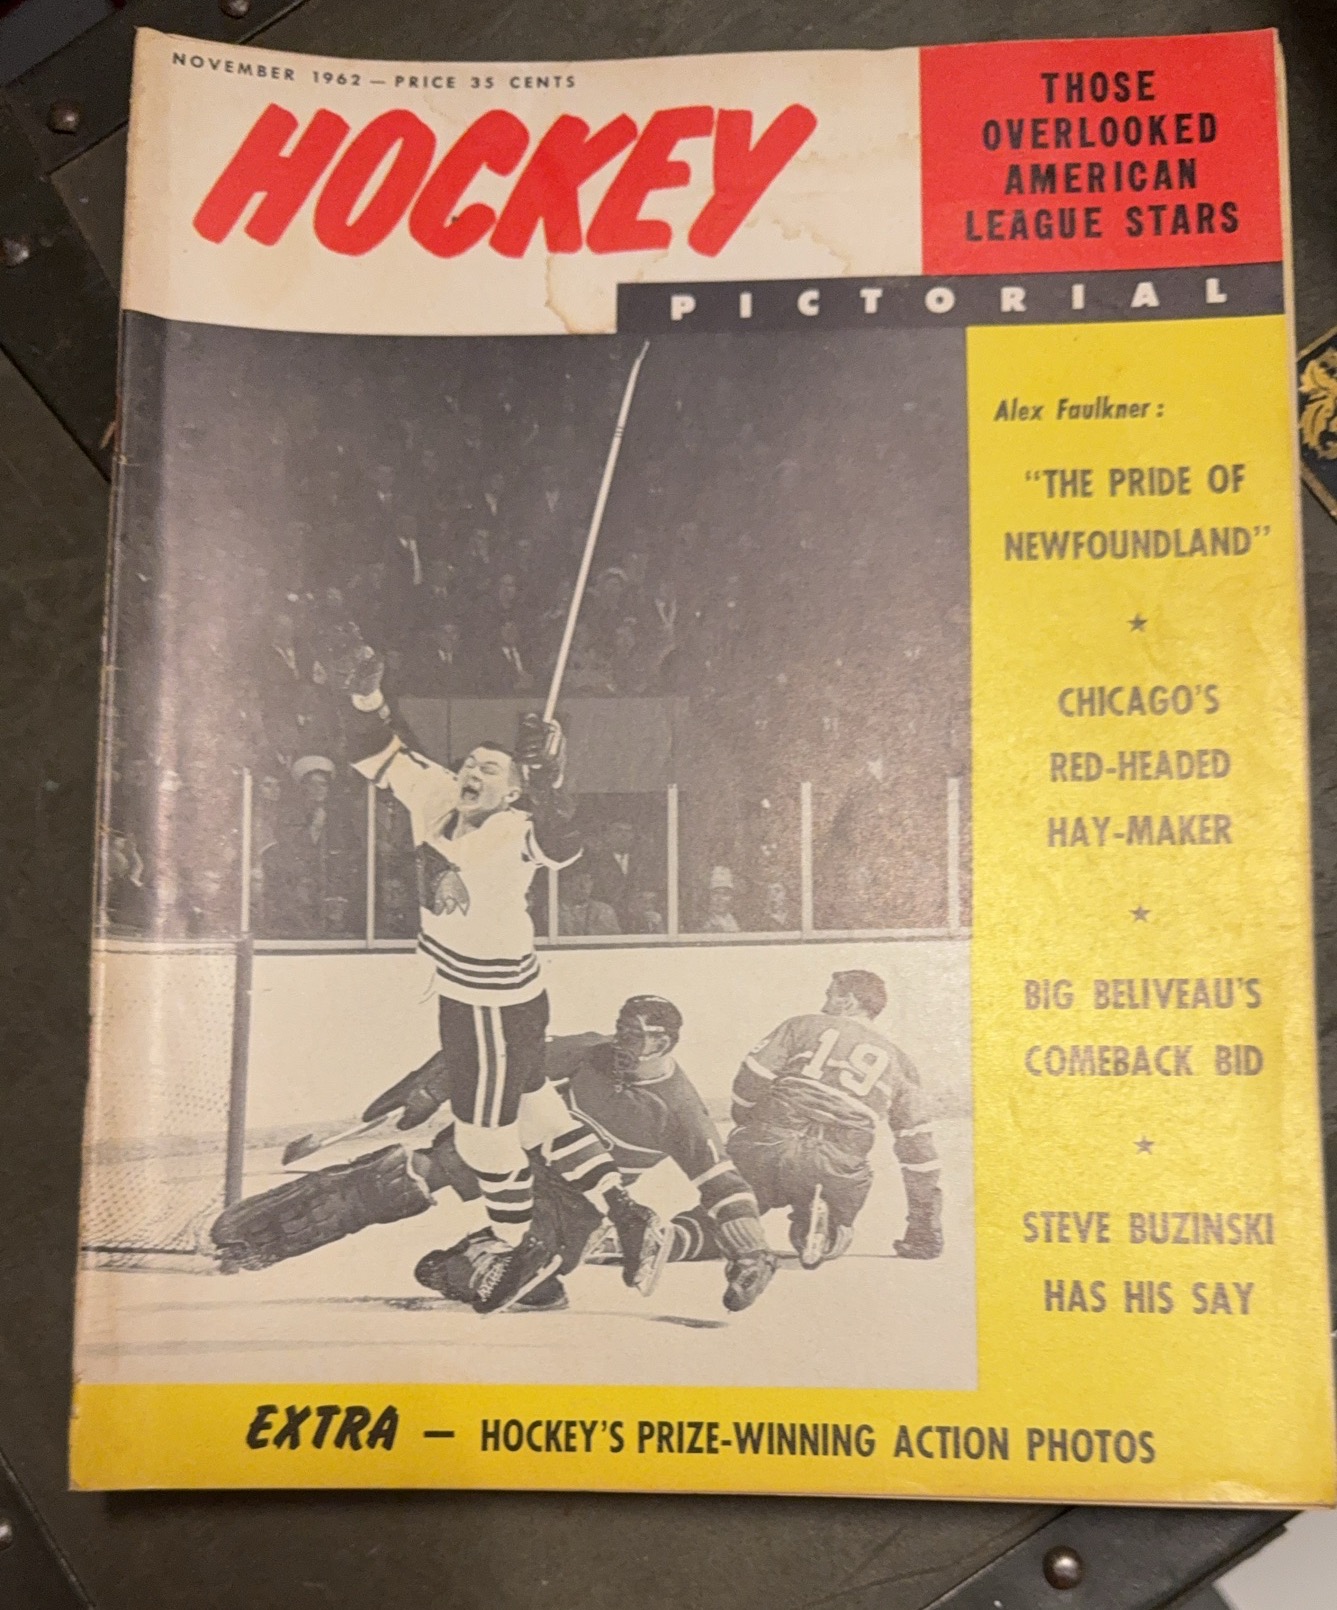 NOVEMBER 1962 — PRICE 35 CENTS
HOCKEY
PICTORIAL
THOSE
OVERLOOKED
AMERICAN
LEAGUE STARS
Alex Faulkner:
"THE PRIDE OF
NEWFOUNDLAND"
★
CHICAGO'S
RED-HEADED
HAY-MAKER
★
BIG BELIVEAU'S
COMEBACK BID
★
STEVE BUZINSKI
HAS HIS SAY
19
1
EXTRA — HOCKEY'S PRIZE-WINNING ACTION PHOTOS